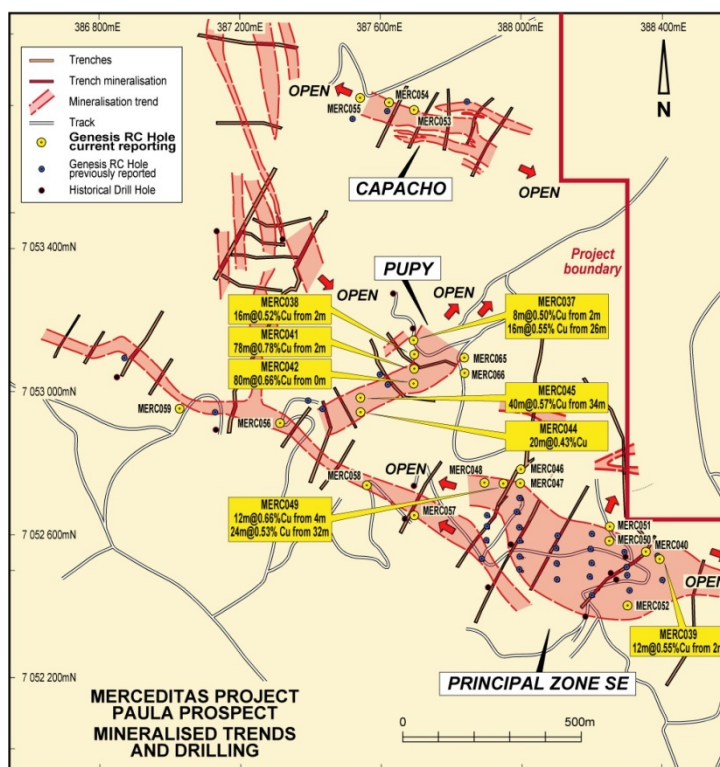 386 800mE
387 200mE
387 600mE
388 000mE
388 400mE
Trenches
Trench mineralisation
Mineralisation trend
Track
Genesis RC Hole
current reporting
Genesis RC Hole
previously reported
Historical Drill Hole
N
OPEN
MERC054
MERC055
MERC053
CAPACHO
OPEN
7 053 400mN
Project
boundary
PUPY
OPEN
OPEN
MERC038
16m@0.52%Cu from 2m
MERC037
8m@0.50%Cu from 2m
16m@0.55%Cu from 26m
MERC041
78m@0.78%Cu from 2m
MERC042
80m@0.66%Cu from 0m
MERC065
MERC066
7 053 000mN
MERC045
40m@0.57%Cu from 34m
MERC059
MERC056
MERC044
20m@0.43%Cu
OPEN
MERC058
MERC048
MERC046
MERC047
MERC049
12m@0.66%Cu from 4m
24m@0.53%Cu from 32m
MERC057
MERC051
MERC050
MERC040
7 052 600mN
OPEN
MERC052
MERC039
12m@0.55%Cu from 2m
7 052 200mN
PRINCIPAL ZONE SE
MERCEDITAS PROJECT
PAULA PROSPECT
MINERALISED TRENDS
AND DRILLING
0
500m